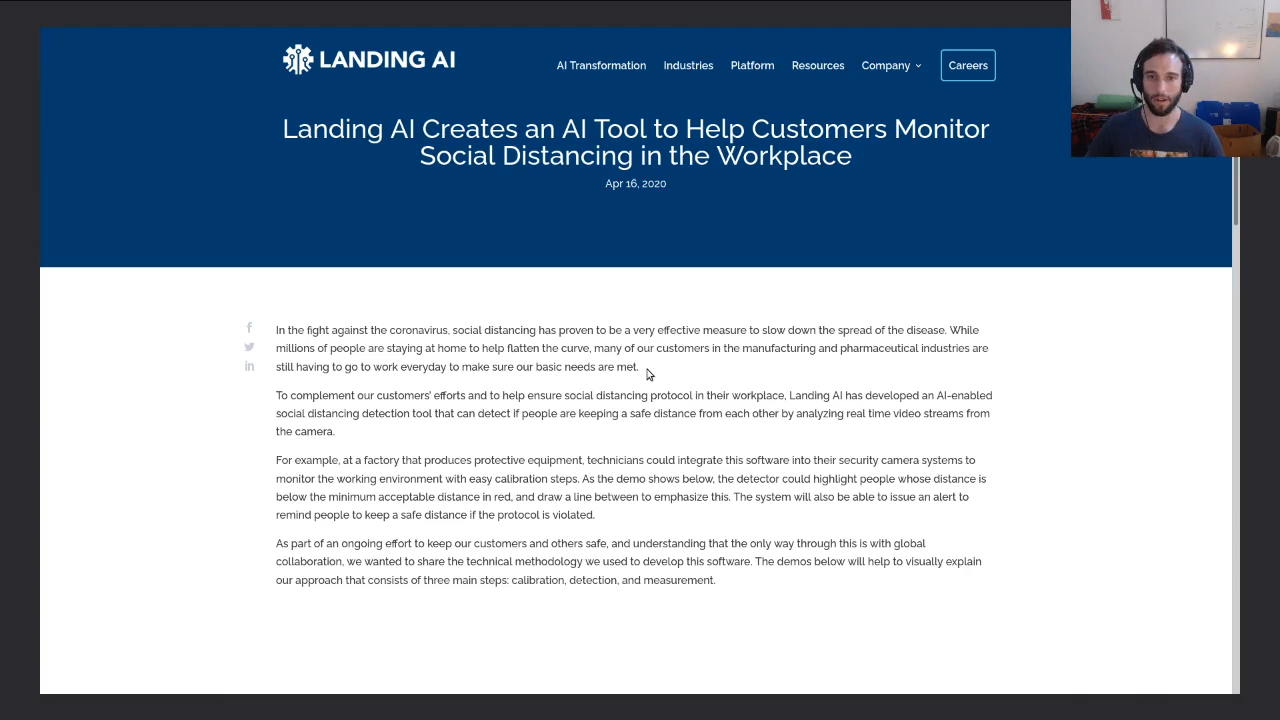 LANDING AI
AI Transformation Industries Platform Resources Company Careers
Landing AI Creates an AI Tool to Help Customers Monitor
Social Distancing in the Workplace
Apr 16, 2020
In the fight against the coronavirus, social distancing has proven to be a very effective measure to slow down the spread of the disease. While
millions of people are staying at home to help flatten the curve, many of our customers in the manufacturing and pharmaceutical industries are
still having to go to work everyday to make sure our basic needs are met.
To complement our customers' efforts and to help ensure social distancing protocol in their workplace, Landing AI has developed an AI-enabled
social distancing detection tool that can detect if people are keeping a safe distance from each other by analyzing real time video streams from
the camera.
For example, at a factory that produces protective equipment, technicians could integrate this software into their security camera systems to
monitor the working environment with easy calibration steps. As the demo shows below, the detector could highlight people whose distance is
below the minimum acceptable distance in red, and draw a line between to emphasize this. The system will also be able to issue an alert to
remind people to keep a safe distance if the protocol is violated.
As part of an ongoing effort to keep our customers and others safe, and understanding that the only way through this is with global
collaboration, we wanted to share the technical methodology we used to develop this software. The demos below will help to visually explain
our approach that consists of three main steps: calibration, detection, and measurement.